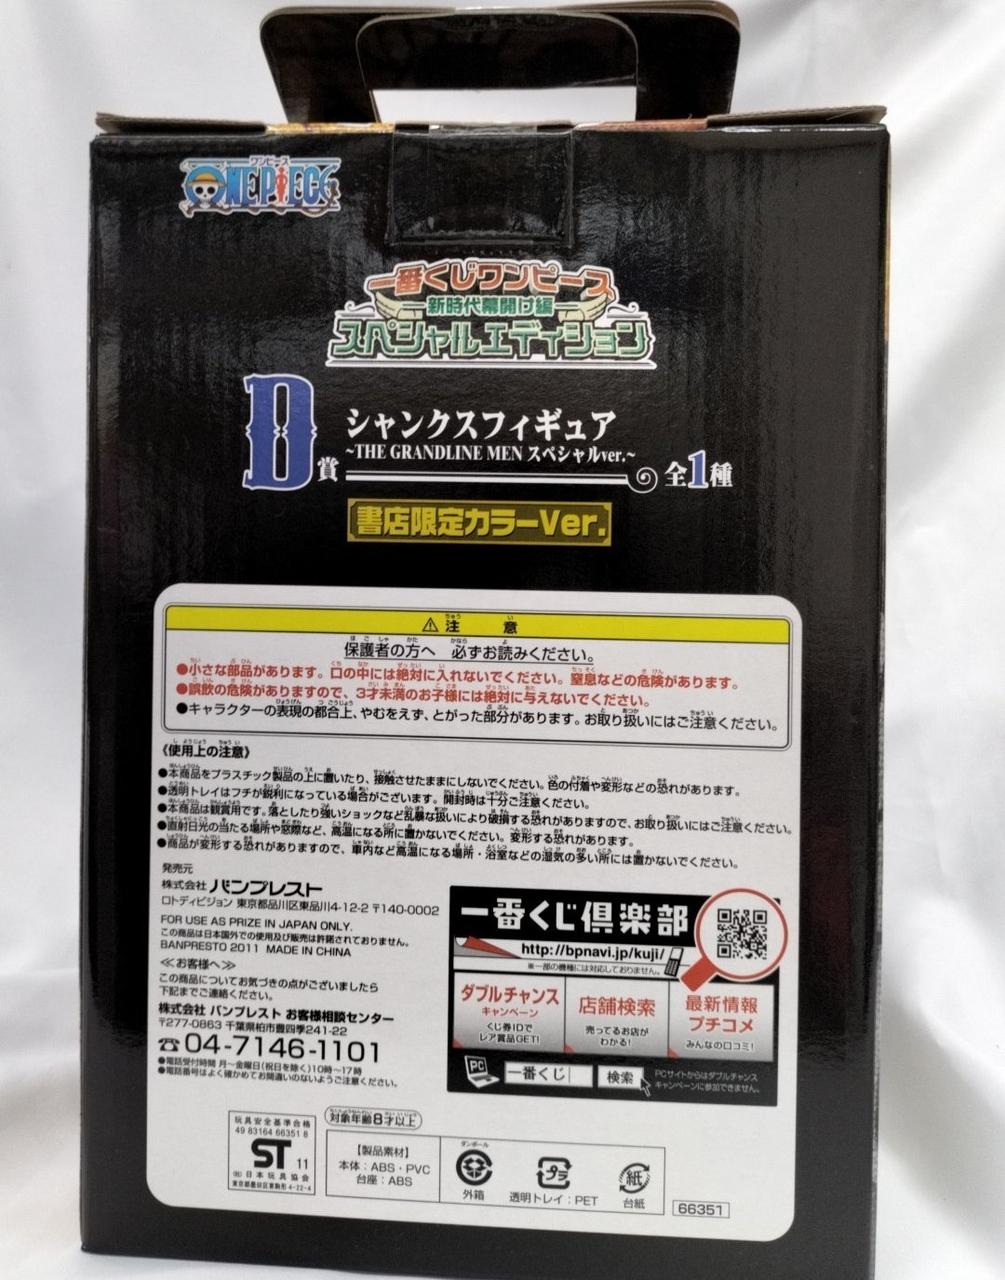 ワンピース
ONE PIECE
一番くじワンピース
新時代幕開け編
スペシャルエディション
D賞
シャンクスフィギュア
~THE GRANDLINE MEN スペシャルver.~
全1種
書店限定カラーVer.
⚠注意
保護者の方へ 必ずお読みください。
●小さな部品があります。口の中には絶対に入れないでください。窒息などの危険があります。
●誤飲の危険がありますので、3才未満のお子様には絶対に与えないでください。
●キャラクターの表現の都合上、やむをえず、とがった部分があります。お取り扱いにはご注意ください。
《使用上の注意》
●本商品をプラスチック製品の上に置いたり、接触させたままにしないでください。色の付着や変形などの恐れがあります。
●透明トレイはフチが鋭利になっている場合がございます。開封時は十分ご注意ください。
●本商品は観賞用です。落としたり強いショックなど乱暴な扱いにより破損する恐れがありますので、お取り扱いにはご注意ください。
●直射日光の当たる場所や窓際など、高温になる所に置かないでください。変形する恐れがあります。
●商品が変形する恐れがありますので、車内など高温になる場所・浴室などの湿気の多い所には置かないでください。
発売元
株式会社 バンプレスト
ロトディビジョン 東京都品川区東品川4-12-2 〒140-0002
FOR USE AS PRIZE IN JAPAN ONLY.
この商品は日本国外での使用及び販売は許諾されておりません。
BANPRESTO 2011 MADE IN CHINA
≪お客様へ≫
この商品についてお気づきの点がございましたら
下記までご連絡ください。
株式会社 バンプレスト お客様相談センター
〒277-0863 千葉県柏市豊四季241-22
☎04-7146-1101
●電話受付時間 月〜金曜日(祝日を除く)10時〜17時
●電話番号はよく確かめてお間違いのないようご注意ください。
一番くじ倶楽部
http://bpnavi.jp/kuji/
※一部の機種には対応しておりません。
ダブルチャンス
キャンペーン
くじ券IDで
レア賞品GET!
店舗検索
売ってるお店が
わかる!
最新情報
プチコメ
みんなの口コミ!
PC
一番くじ
検索
PCサイトからはダブルチャンス
キャンペーンに参加できません。
玩具安全基準合格
49 83164 66351 8
ST 11
(社)日本玩具協会
東京都墨田区東駒形4-22-4
対象年齢8才以上
【製品素材】
本体:ABS・PVC
台座:ABS
ダンボール
外箱
プラ
透明トレイ:PET
紙
台紙
66351